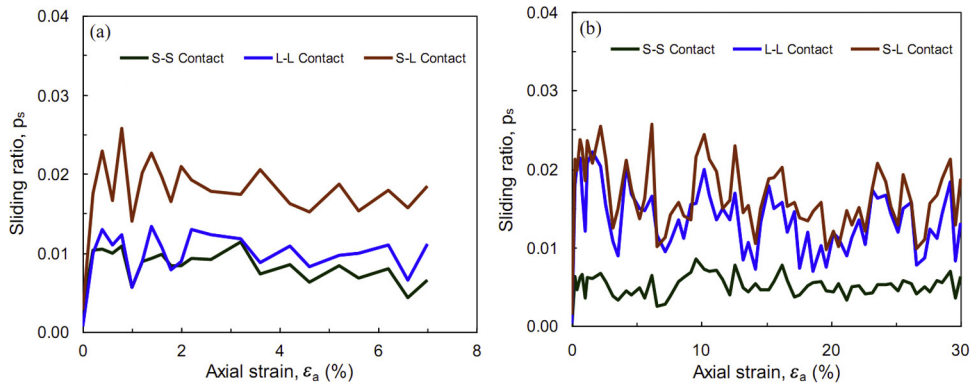 (a)
S-S Contact L-L Contact S-L Contact
Sliding ratio, pₛ
0.04
0.03
0.02
0.01
0.00
0 2 4 6 8
Axial strain, εₐ (%)
(b)
S-S Contact L-L Contact S-L Contact
Sliding ratio, pₛ
0.04
0.03
0.02
0.01
0.00
0 10 20 30
Axial strain, εₐ (%)